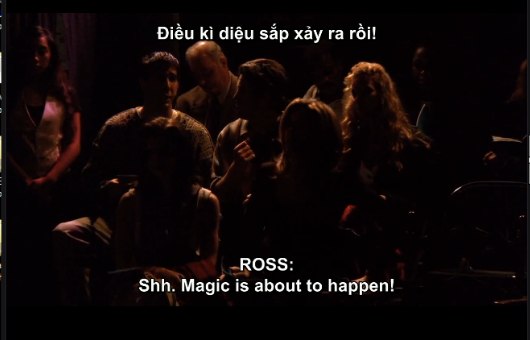 Điều kì diệu sắp xảy ra rồi!
ROSS:
Shh. Magic is about to happen!